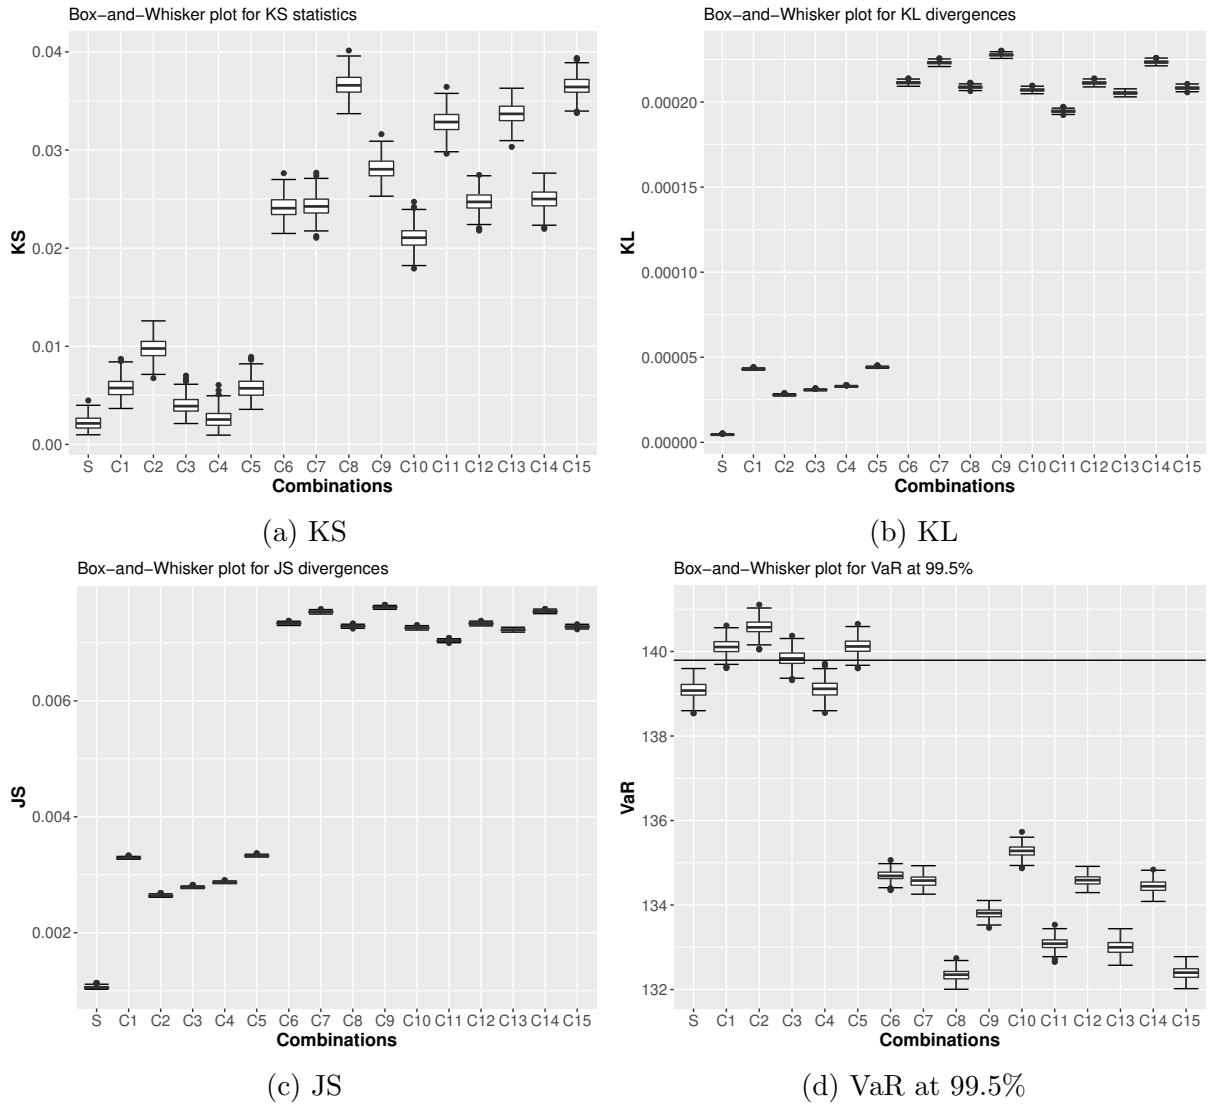 Box−and−Whisker plot for KS statistics
0.04
0.03
0.02
0.01
0.00
KS
S C1 C2 C3 C4 C5 C6 C7 C8 C9 C10 C11 C12 C13 C14 C15
Combinations
(a) KS
Box−and−Whisker plot for KL divergences
0.00020
0.00015
0.00010
0.00005
0.00000
KL
S C1 C2 C3 C4 C5 C6 C7 C8 C9 C10 C11 C12 C13 C14 C15
Combinations
(b) KL
Box−and−Whisker plot for JS divergences
0.006
0.004
0.002
JS
S C1 C2 C3 C4 C5 C6 C7 C8 C9 C10 C11 C12 C13 C14 C15
Combinations
(c) JS
Box−and−Whisker plot for VaR at 99.5%
140
138
136
134
132
VaR
S C1 C2 C3 C4 C5 C6 C7 C8 C9 C10 C11 C12 C13 C14 C15
Combinations
(d) VaR at 99.5%